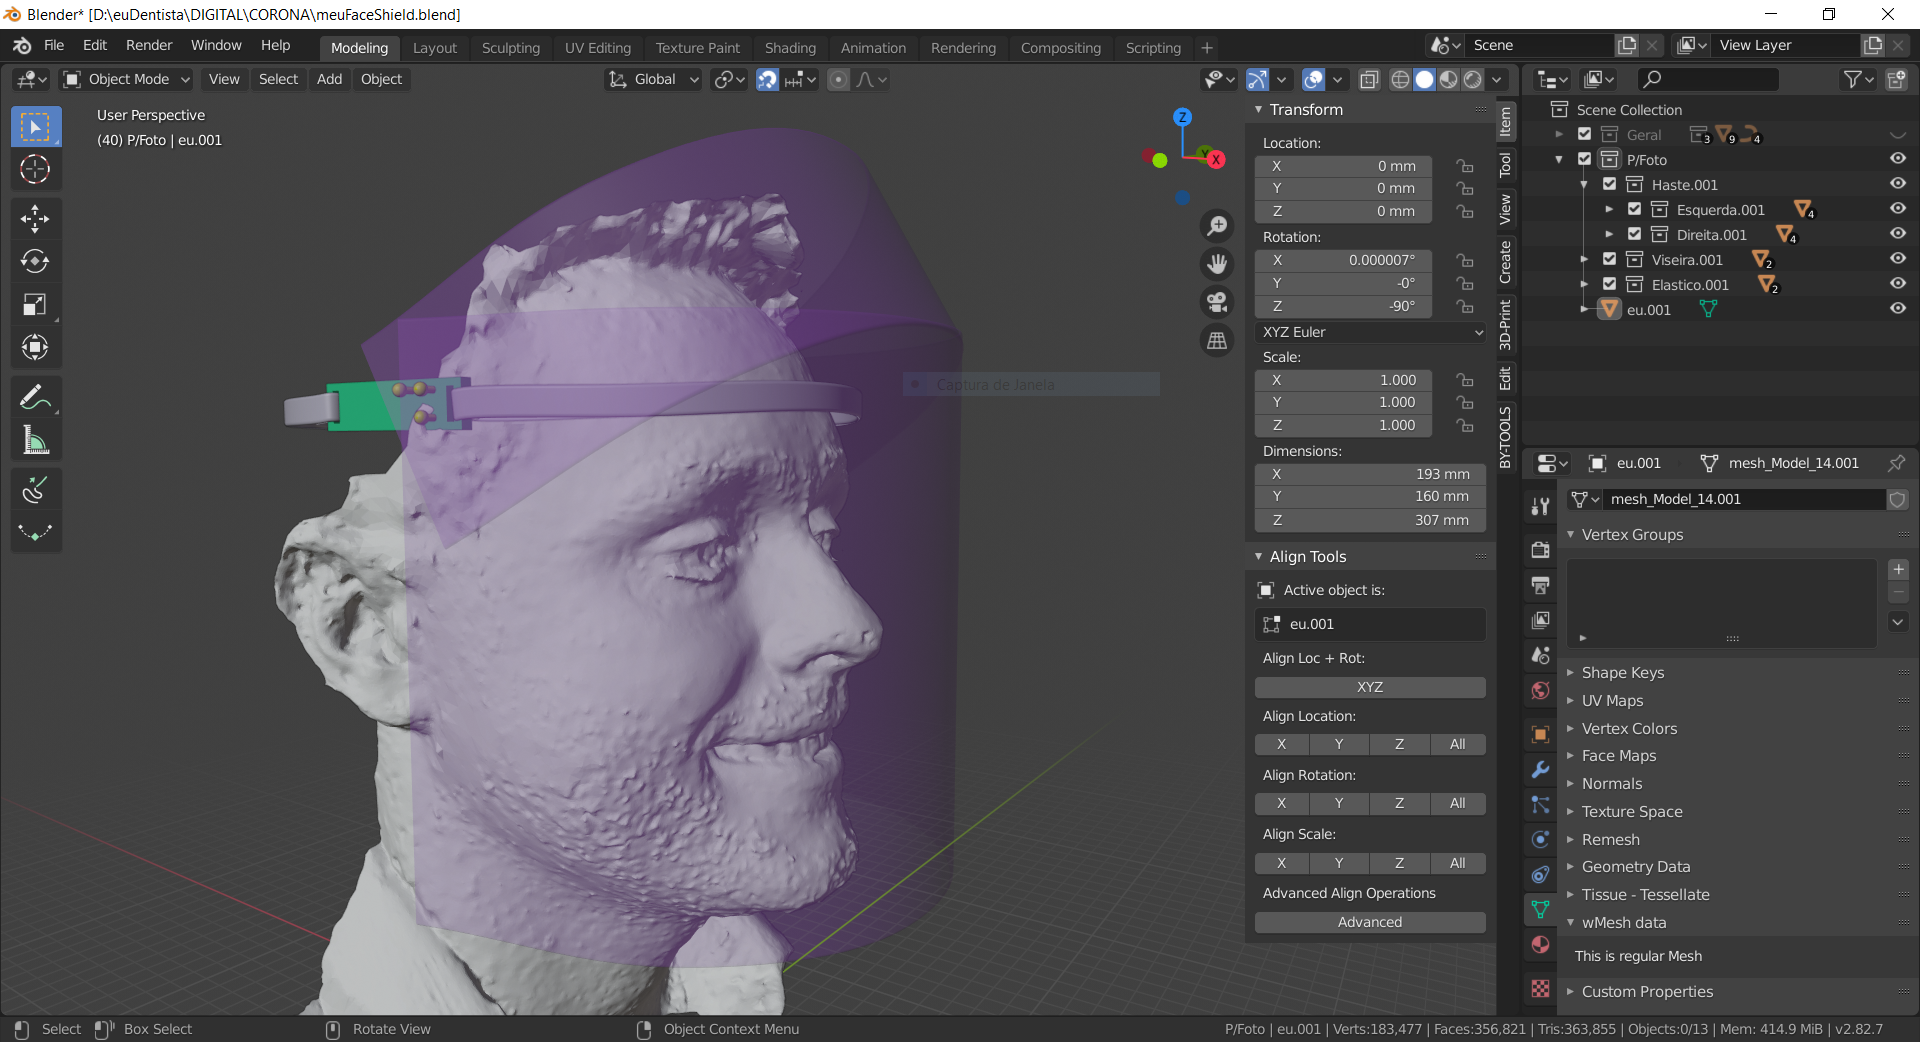 Blender* [D:\euDentista\DIGITAL\CORONA\meuFaceShield.blend]
File Edit Render Window Help Modeling Layout Sculpting UV Editing Texture Paint Shading Animation Rendering Compositing Scripting + Scene View Layer
Object Mode View Select Add Object Global
User Perspective
(40) P/Foto | eu.001
Z
Y
X
Captura de Janela
Transform
Location:
X 0 mm
Y 0 mm
Z 0 mm
Rotation:
X 0.000007°
Y -0°
Z -90°
XYZ Euler
Scale:
X 1.000
Y 1.000
Z 1.000
Dimensions:
X 193 mm
Y 160 mm
Z 307 mm
Align Tools
Active object is:
eu.001
Align Loc + Rot:
XYZ
Align Location:
X Y Z All
Align Rotation:
X Y Z All
Align Scale:
X Y Z All
Advanced Align Operations
Advanced
Item
Tool
View
Create
3D-Print
Edit
BY-TOOLS
Scene Collection
Geral 3 9 4
P/Foto
Haste.001
Esquerda.001 4
Direita.001 4
Viseira.001 2
Elastico.001 2
eu.001
eu.001 mesh_Model_14.001
mesh_Model_14.001
Vertex Groups
Shape Keys
UV Maps
Vertex Colors
Face Maps
Normals
Texture Space
Remesh
Geometry Data
Tissue - Tessellate
wMesh data
This is regular Mesh
Custom Properties
Select Box Select Rotate View Object Context Menu P/Foto | eu.001 | Verts:183,477 | Faces:356,821 | Tris:363,855 | Objects:0/13 | Mem: 414.9 MiB | v2.82.7